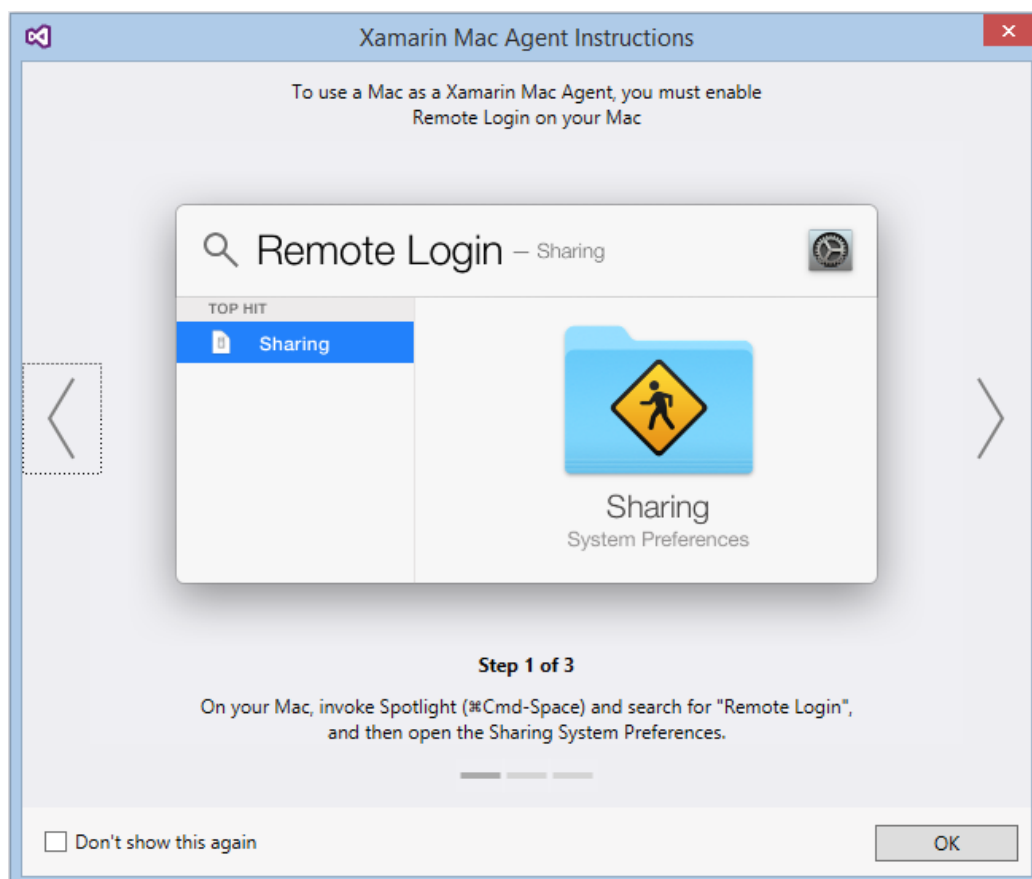 Xamarin Mac Agent Instructions
To use a Mac as a Xamarin Mac Agent, you must enable
Remote Login on your Mac
Remote Login – Sharing
TOP HIT
Sharing
Sharing
System Preferences
Step 1 of 3
On your Mac, invoke Spotlight (⌘Cmd-Space) and search for "Remote Login",
and then open the Sharing System Preferences.
Don't show this again
OK